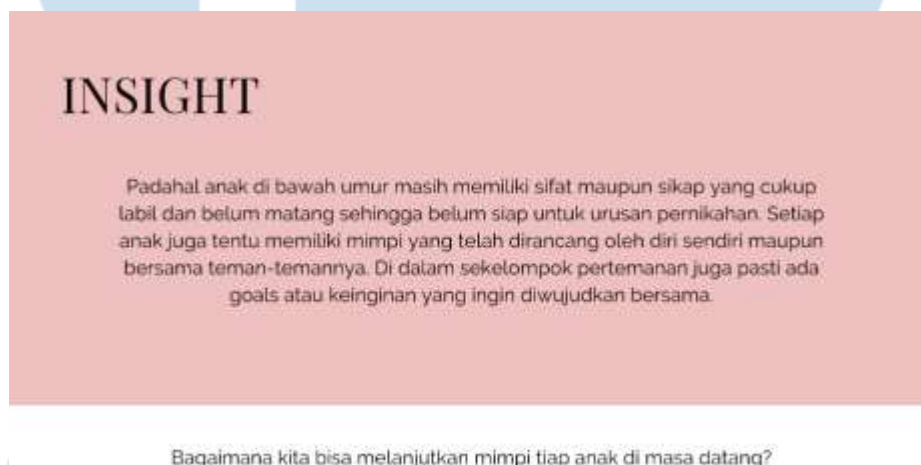 INSIGHT
Padahal anak di bawah umur masih memiliki sifat maupun sikap yang cukup
labil dan belum matang sehingga belum siap untuk urusan pernikahan. Setiap
anak juga tentu memiliki mimpi yang telah dirancang oleh diri sendiri maupun
bersama teman-temannya. Di dalam sekelompok pertemanan juga pasti ada
goals atau keinginan yang ingin diwujudkan bersama.
Bagaimana kita bisa melanjutkan mimpi tiap anak di masa datang?